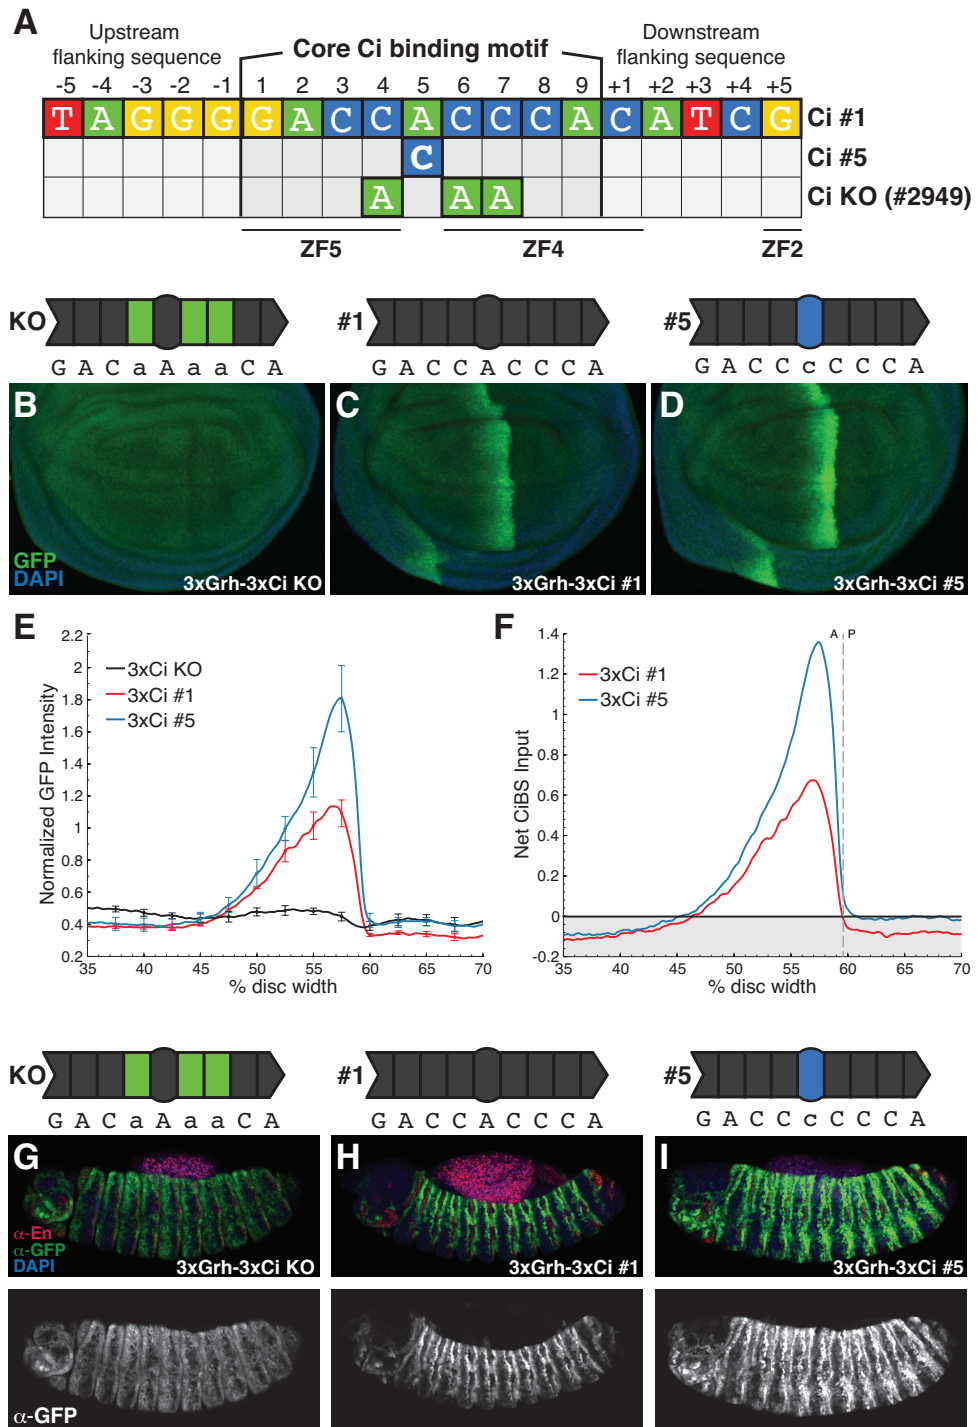 A
Upstream
flanking sequence
Core Ci binding motif
Downstream
flanking sequence
-5 -4 -3 -2 -1 1 2 3 4 5 6 7 8 9 +1 +2 +3 +4 +5
T A G G G G A C C A C C C A C A T C G Ci #1
C Ci #5
A A A Ci KO (#2949)
ZF5 ZF4 ZF2
KO #1 #5
G A C a A a a C A
G A C C A C C C A
G A C C c C C C A
B
GFP
DAPI
3xGrh-3xCi KO
C
3xGrh-3xCi #1
D
3xGrh-3xCi #5
E
Normalized GFP Intensity
2.2
2
1.8
1.6
1.4
1.2
1
0.8
0.6
0.4
0.2
3xCi KO
3xCi #1
3xCi #5
35 40 45 50 55 60 65 70
% disc width
F
Net CiBS Input
1.4
1.2
1
0.8
0.6
0.4
0.2
0
-0.2
3xCi #1
3xCi #5
A P
35 40 45 50 55 60 65 70
% disc width
KO #1 #5
G A C a A a a C A
G A C C A C C C A
G A C C c C C C A
G
α-En
α-GFP
DAPI
3xGrh-3xCi KO
H
3xGrh-3xCi #1
I
3xGrh-3xCi #5
α-GFP